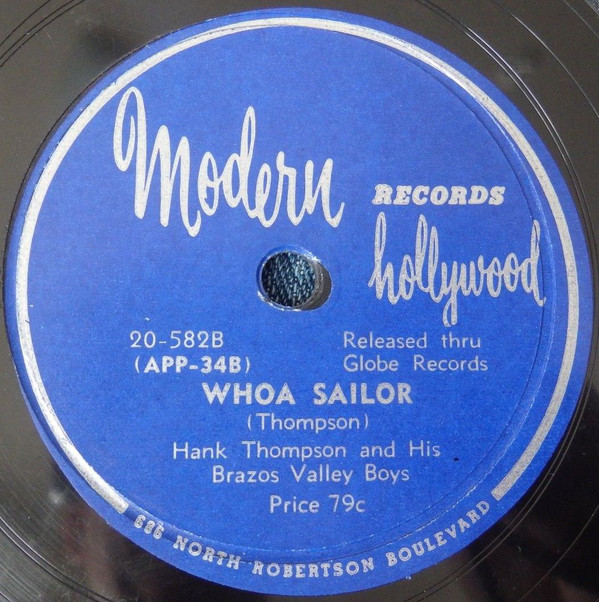 Modern RECORDS
hollywood
20-582B
(APP-34B)
Released thru
Globe Records
WHOA SAILOR
(Thompson)
Hank Thompson and His
Brazos Valley Boys
Price 79c
686 NORTH ROBERTSON BOULEVARD